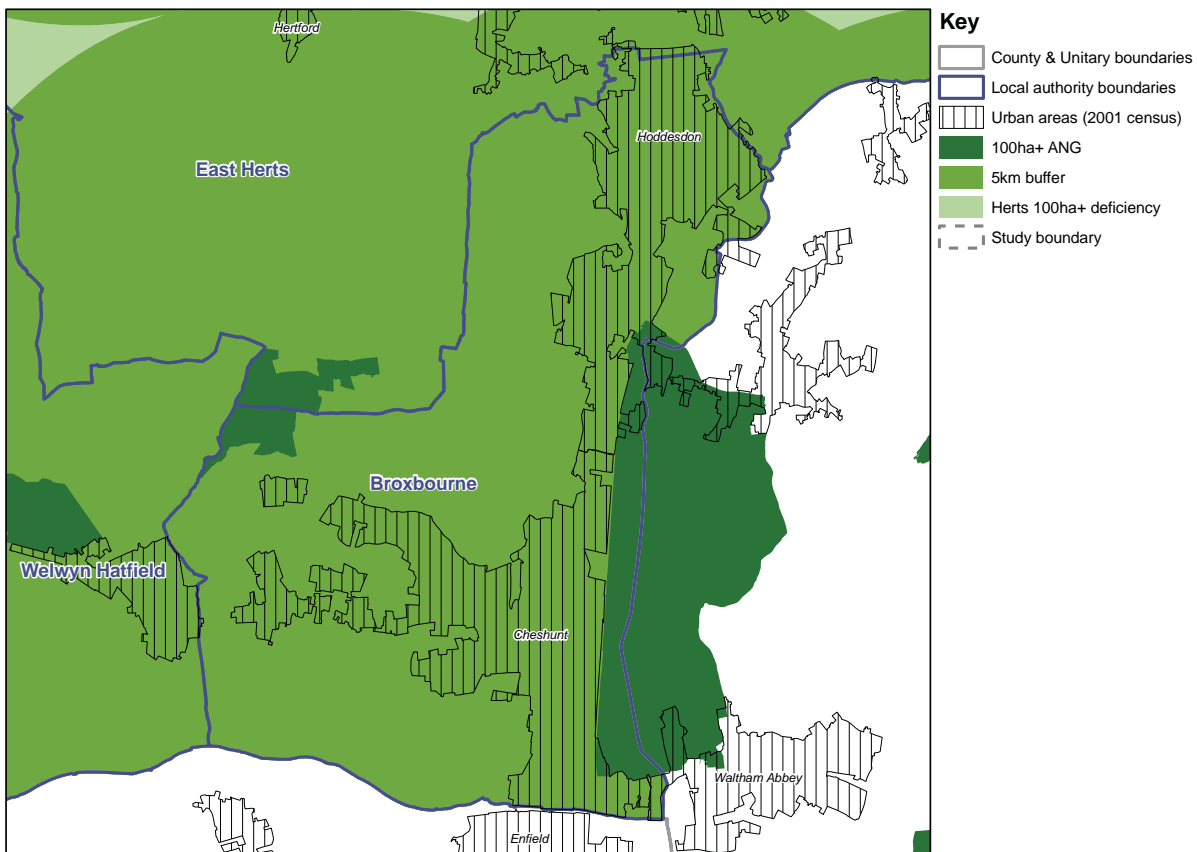 Hertford
Hoddesdon
East Herts
Broxbourne
Welwyn Hatfield
Cheshunt
Waltham Abbey
Enfield
Key
County & Unitary boundaries
Local authority boundaries
Urban areas (2001 census)
100ha+ ANG
5km buffer
Herts 100ha+ deficiency
Study boundary